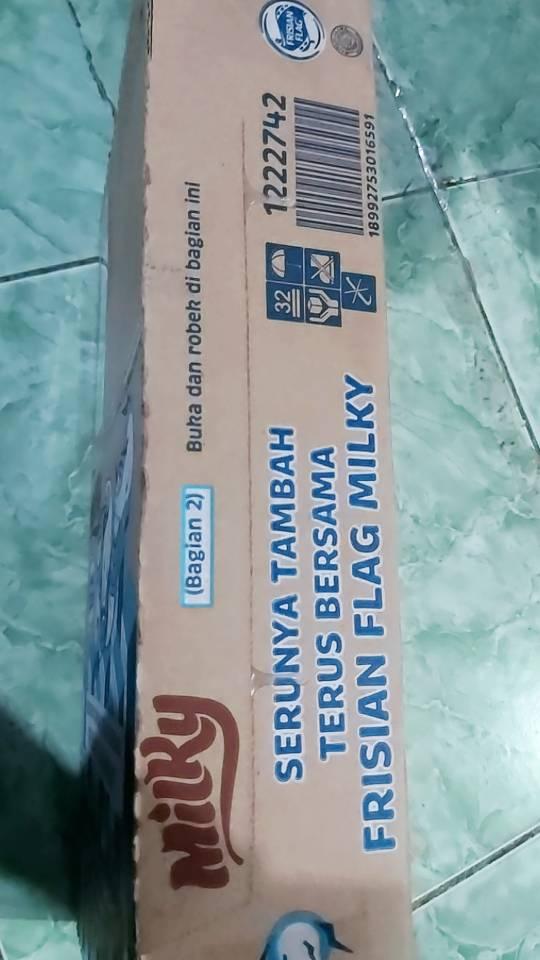 Milky
(Bagian 2) Buka dan robek di bagian ini
SERUNYA TAMBAH
TERUS BERSAMA
FRISIAN FLAG MILKY
32
1222742
18992753016591
FRISIAN
FLAG